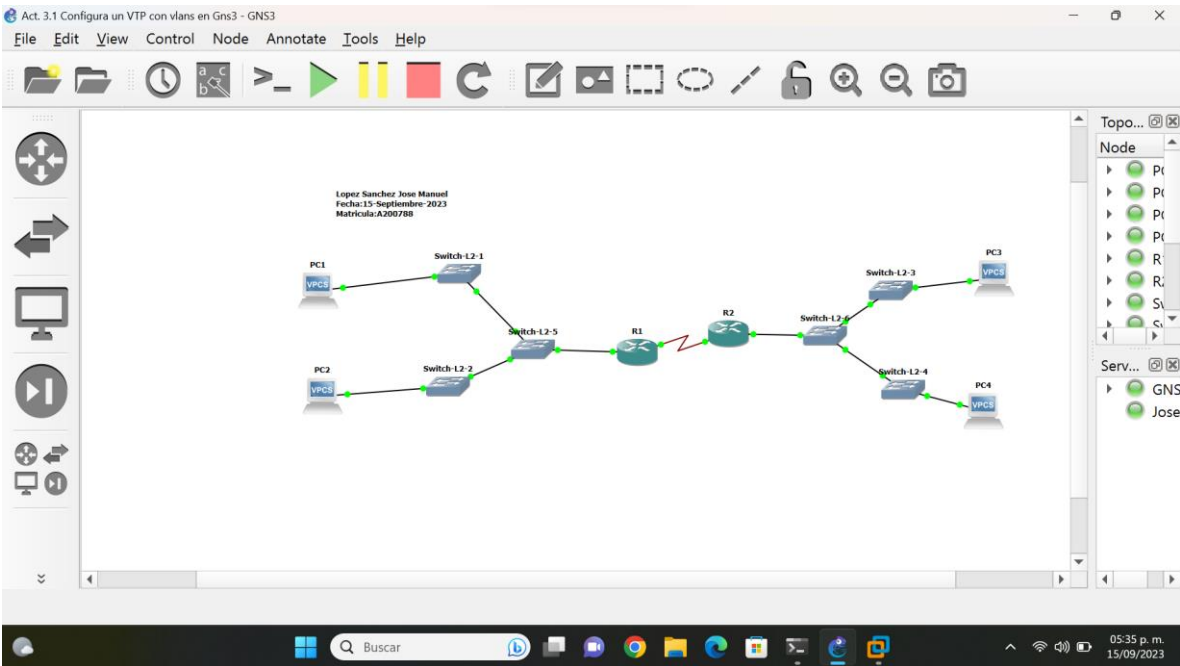 Act. 3.1 Configura un VTP con vlans en Gns3 - GNS3
File Edit View Control Node Annotate Tools Help
Topo...
Node
R1
R2
Lopez Sanchez Jose Manuel
Fecha:15-Septiembre-2023
Matricula:A200788
PC1
VPCS
Switch-L2-1
Switch-L2-5
PC2
VPCS
Switch-L2-2
R1
R2
Switch-L2-6
Switch-L2-3
PC3
VPCS
Switch-L2-4
PC4
VPCS
Serv...
GNS
Jose
Buscar
05:35 p. m.
15/09/2023